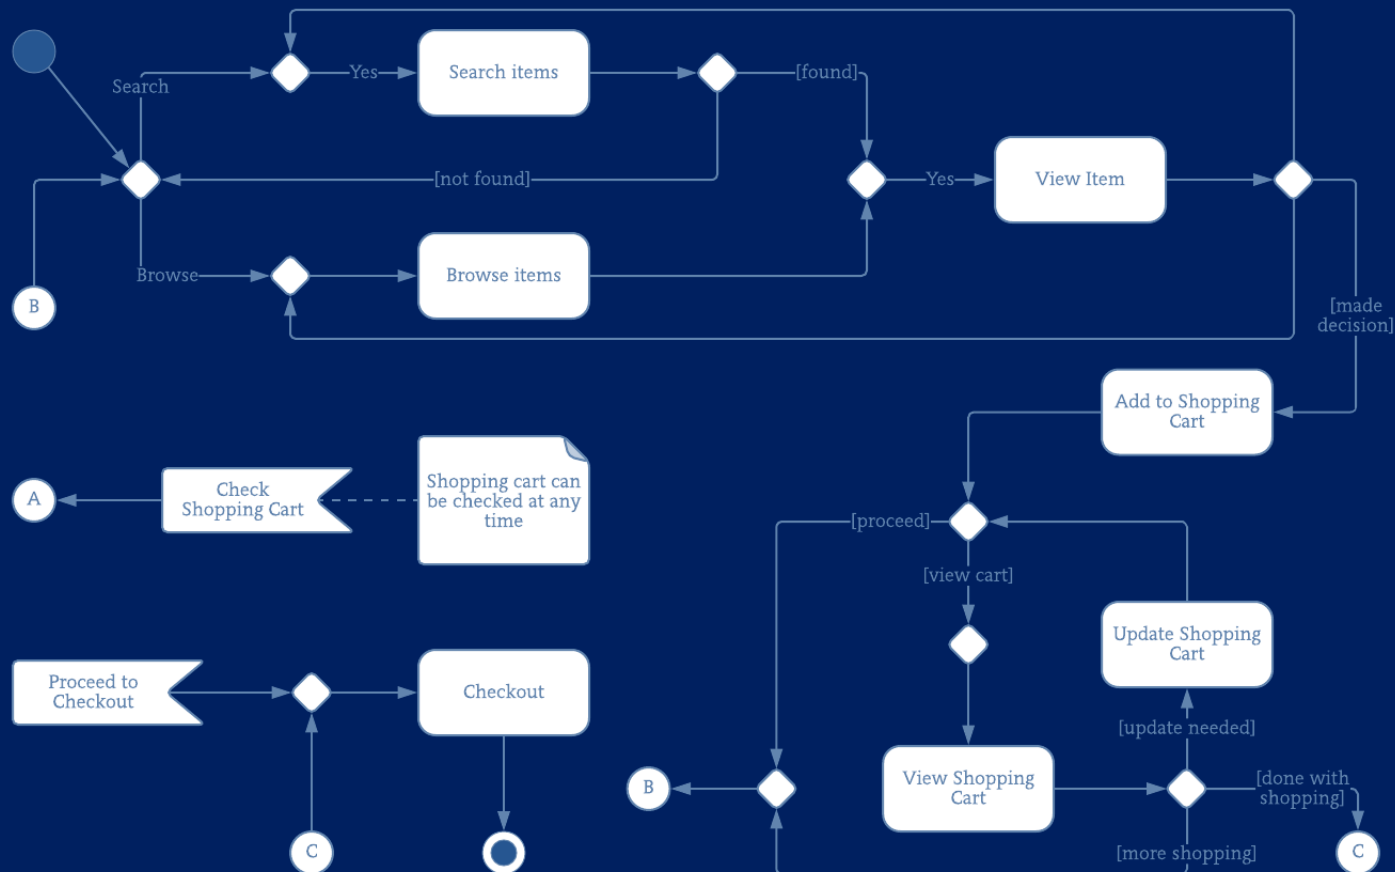 Search
Yes
Search items
[found]
[not found]
Yes
View Item
Browse
Browse items
B
[made
decision]
Add to Shopping
Cart
A
Check
Shopping Cart
Shopping cart can
be checked at any
time
[proceed]
[view cart]
Update Shopping
Cart
Proceed to
Checkout
Checkout
[update needed]
B
View Shopping
Cart
[done with
shopping]
C
[more shopping]
C